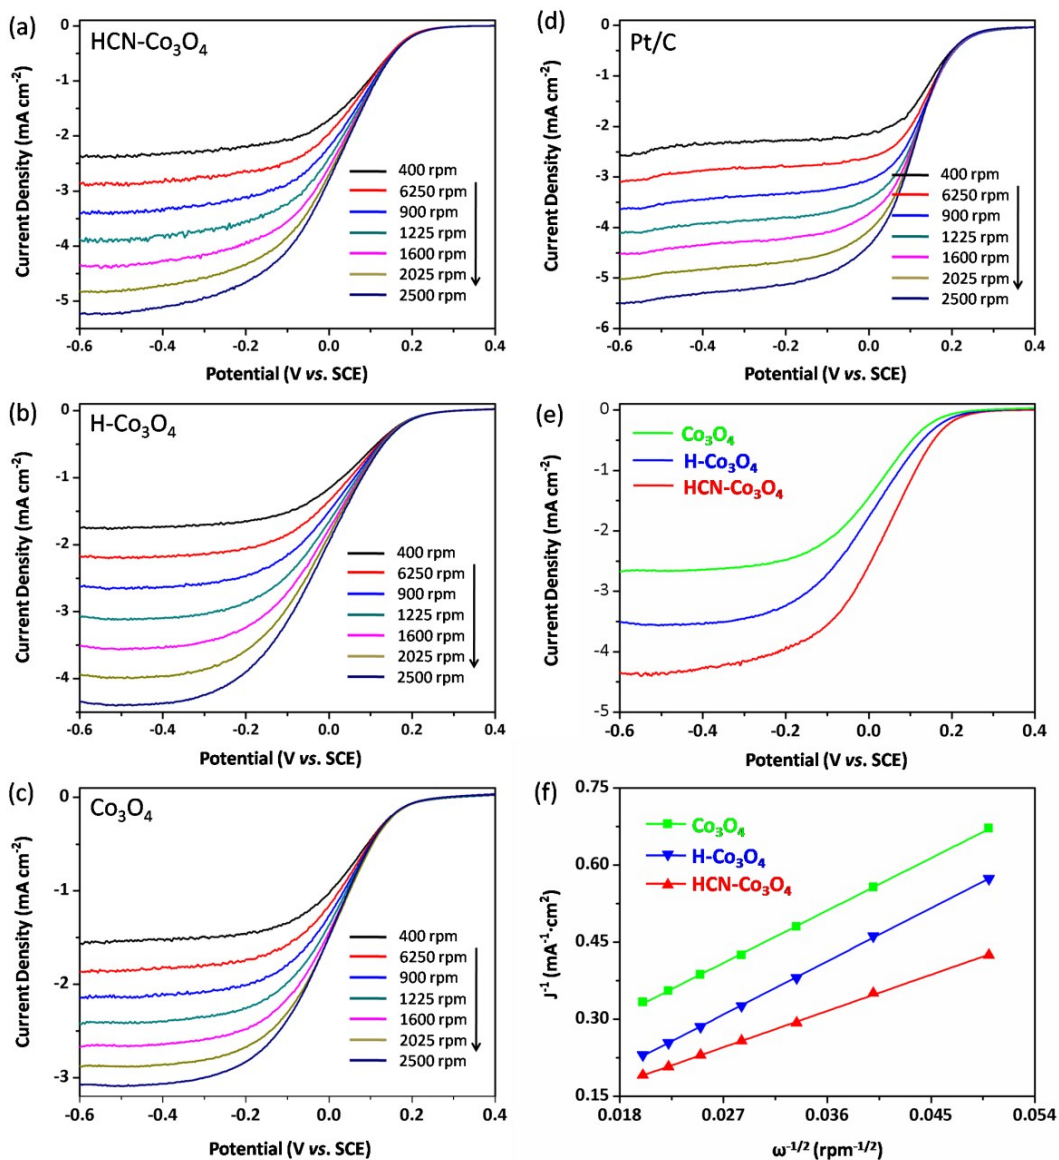 (a)
HCN-Co₃O₄
Current Density (mA cm⁻²)
0
-1
-2
-3
-4
-5
400 rpm
6250 rpm
900 rpm
1225 rpm
1600 rpm
2025 rpm
2500 rpm
-0.6 -0.4 -0.2 0.0 0.2 0.4
Potential (V vs. SCE)
(d)
Pt/C
Current Density (mA cm⁻²)
0
-1
-2
-3
-4
-5
-6
400 rpm
6250 rpm
900 rpm
1225 rpm
1600 rpm
2025 rpm
2500 rpm
-0.6 -0.4 -0.2 0.0 0.2 0.4
Potential (V vs. SCE)
(b)
H-Co₃O₄
Current Density (mA cm⁻²)
0
-1
-2
-3
-4
400 rpm
6250 rpm
900 rpm
1225 rpm
1600 rpm
2025 rpm
2500 rpm
-0.6 -0.4 -0.2 0.0 0.2 0.4
Potential (V vs. SCE)
(e)
Co₃O₄
H-Co₃O₄
HCN-Co₃O₄
Current Density (mA cm⁻²)
0
-1
-2
-3
-4
-5
-0.6 -0.4 -0.2 0.0 0.2 0.4
Potential (V vs. SCE)
(c)
Co₃O₄
Current Density (mA cm⁻²)
0
-1
-2
-3
400 rpm
6250 rpm
900 rpm
1225 rpm
1600 rpm
2025 rpm
2500 rpm
-0.6 -0.4 -0.2 0.0 0.2 0.4
Potential (V vs. SCE)
(f)
Co₃O₄
H-Co₃O₄
HCN-Co₃O₄
J⁻¹ (mA⁻¹·cm²)
0.75
0.60
0.45
0.30
0.15
0.018 0.027 0.036 0.045 0.054
ω⁻¹/² (rpm⁻¹/²)